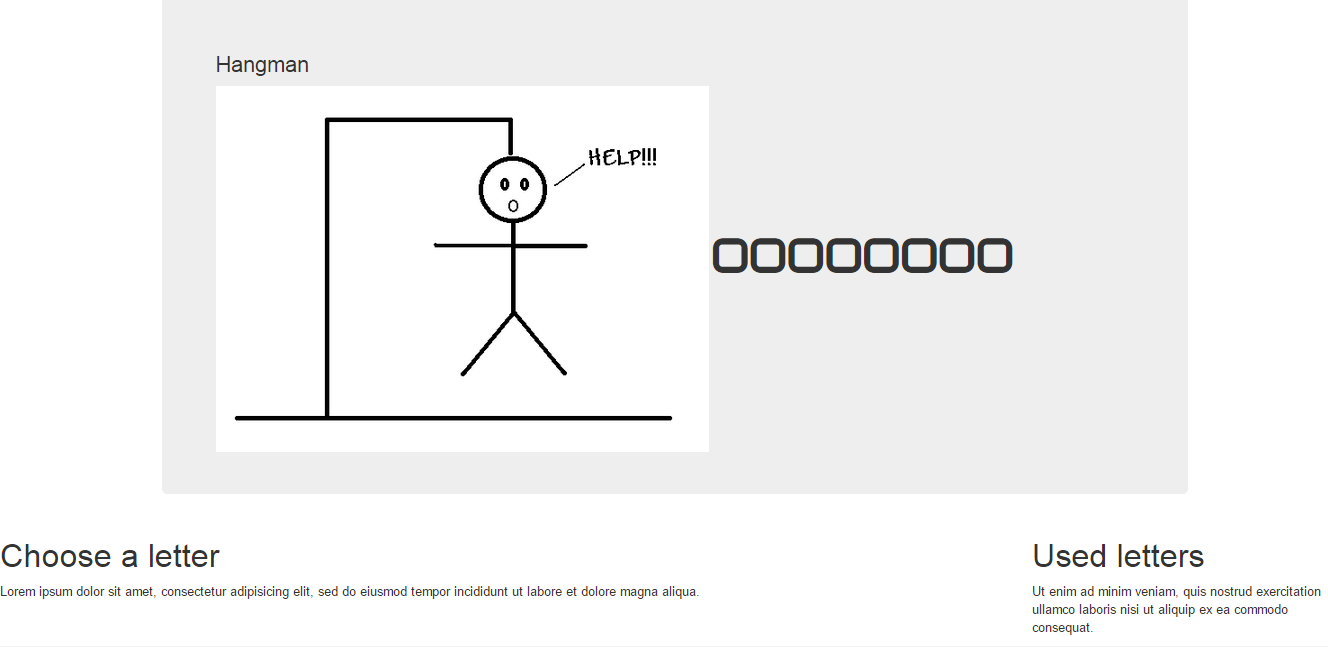 Hangman
HELP!!!
Choose a letter
Lorem ipsum dolor sit amet, consectetur adipisicing elit, sed do eiusmod tempor incididunt ut labore et dolore magna aliqua.
Used letters
Ut enim ad minim veniam, quis nostrud exercitation
ullamco laboris nisi ut aliquip ex ea commodo
consequat.